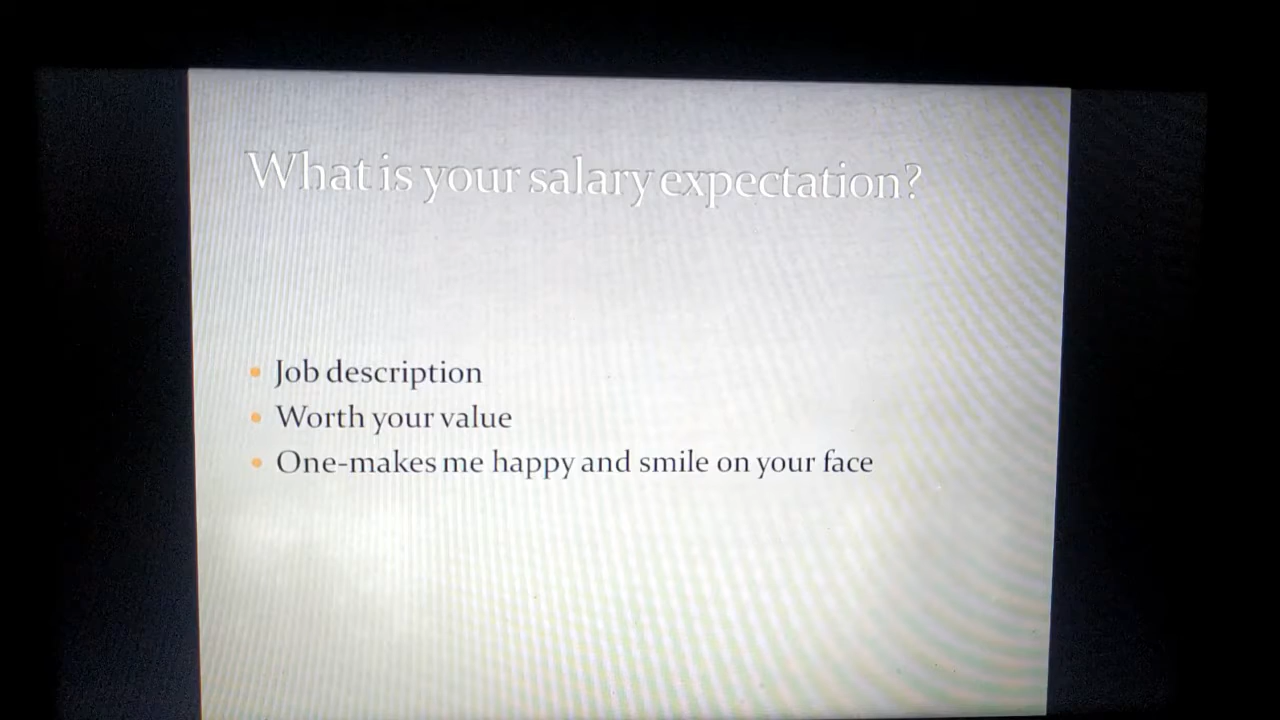 What is your salary expectation?
• Job description
• Worth your value
• One-makes me happy and smile on your face